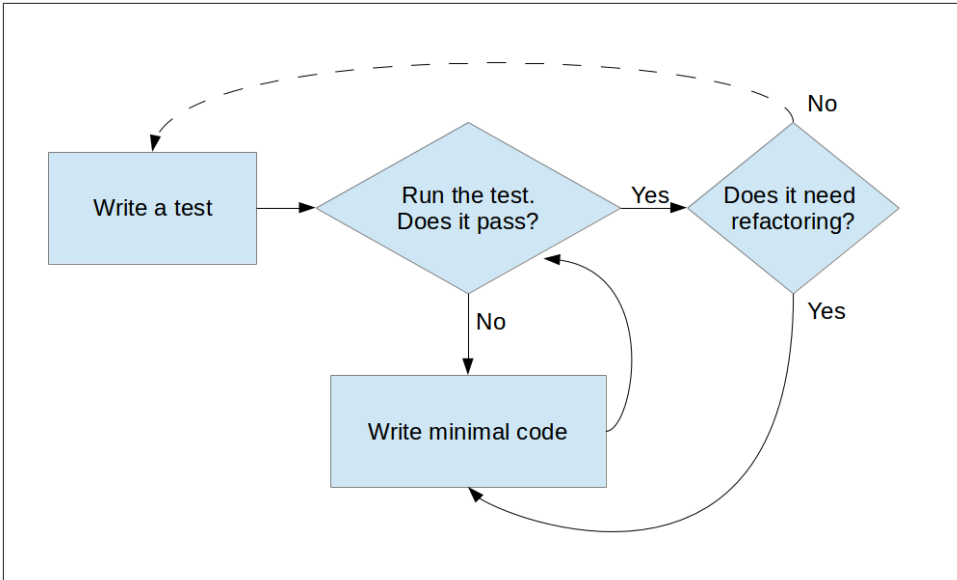 No
Write a test
Run the test.
Does it pass?
Yes
Does it need
refactoring?
No
Yes
Write minimal code